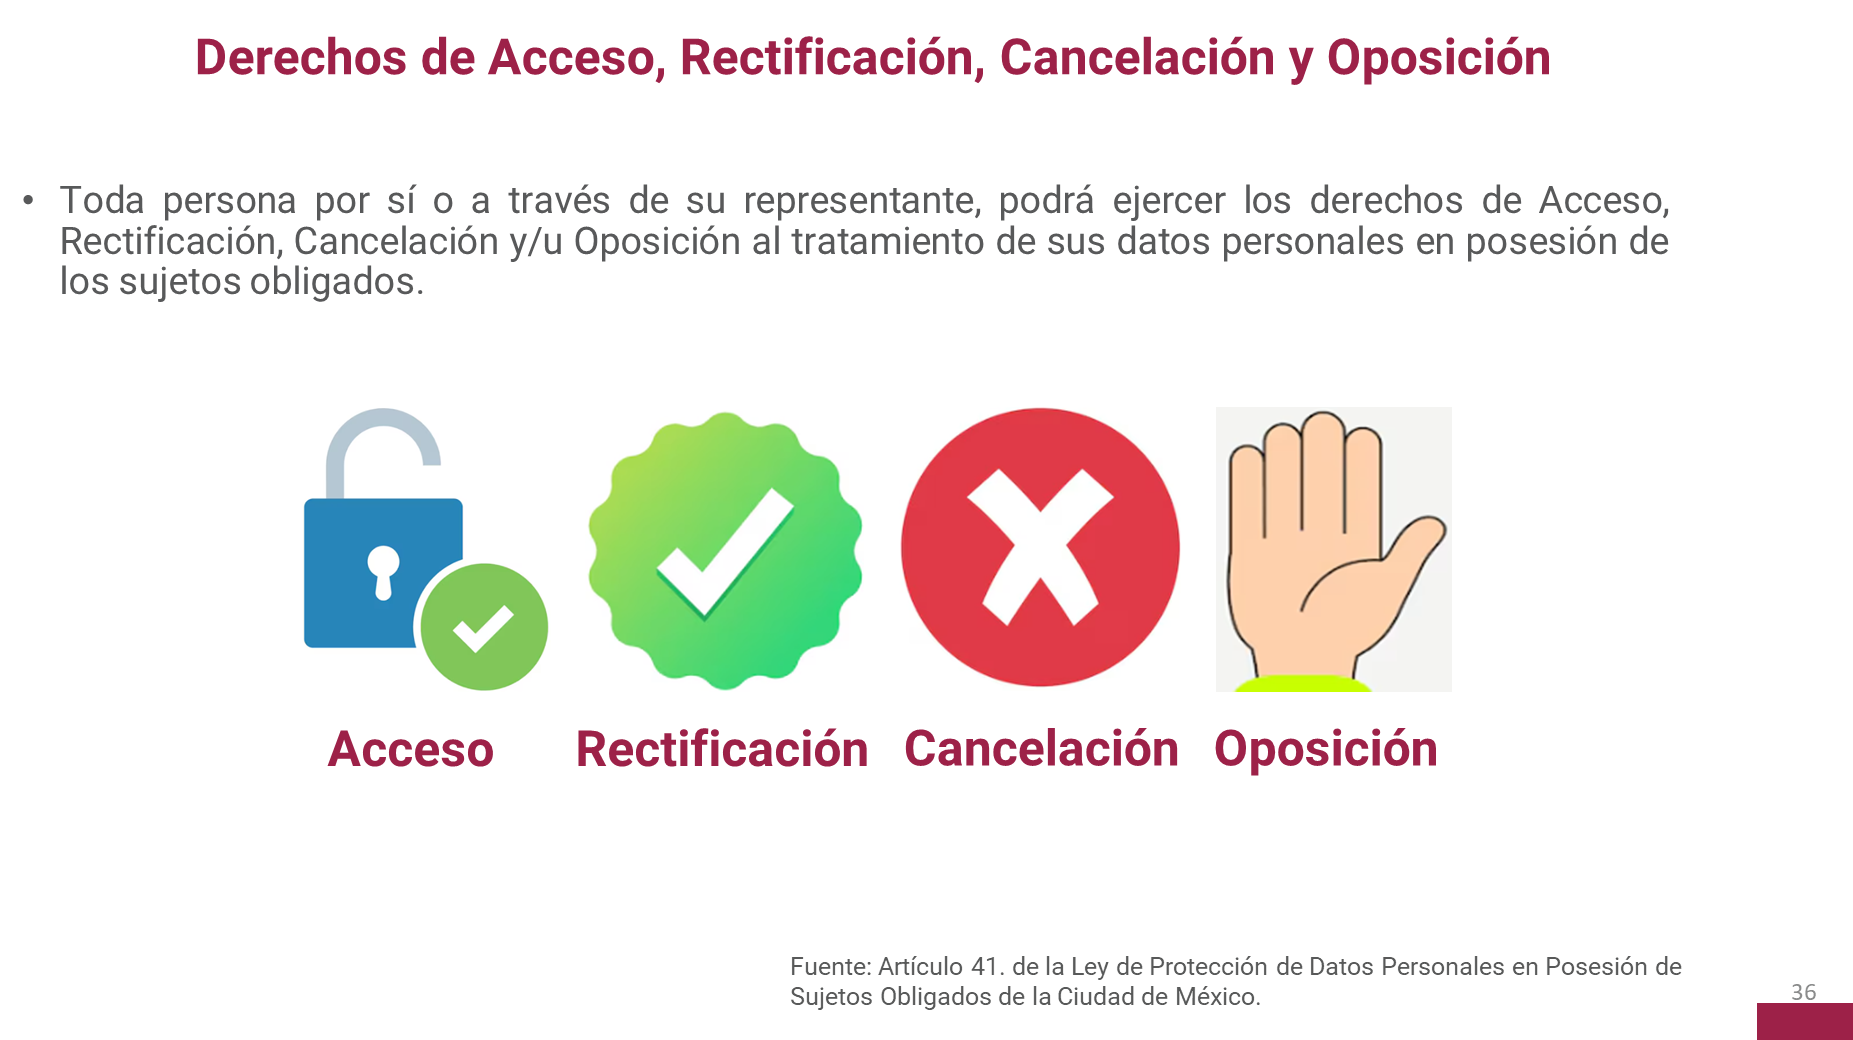 Derechos de Acceso, Rectificación, Cancelación y Oposición
• Toda persona por sí o a través de su representante, podrá ejercer los derechos de Acceso,
Rectificación, Cancelación y/u Oposición al tratamiento de sus datos personales en posesión de
los sujetos obligados.
Acceso Rectificación Cancelación Oposición
Fuente: Artículo 41. de la Ley de Protección de Datos Personales en Posesión de
Sujetos Obligados de la Ciudad de México.
36